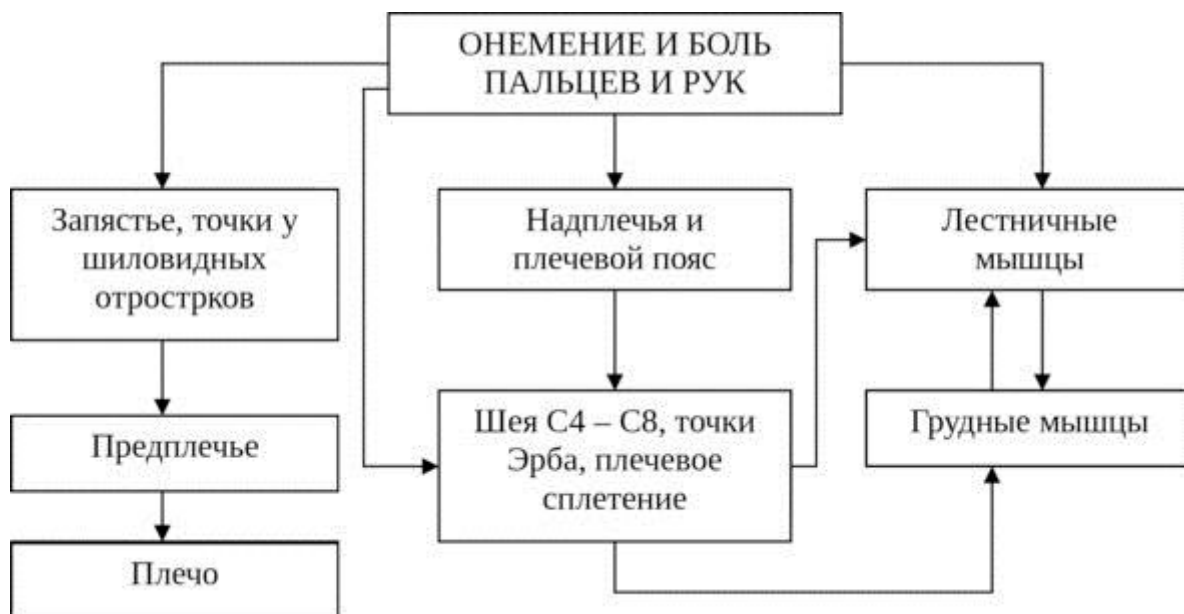 ОНЕМЕНИЕ И БОЛЬ
ПАЛЬЦЕВ И РУК
Запястье, точки у
шиловидных
отрострков
Надплечья и
плечевой пояс
Лестничные
мышцы
Предплечье
Шея С4 – С8, точки
Эрба, плечевое
сплетение
Грудные мышцы
Плечо